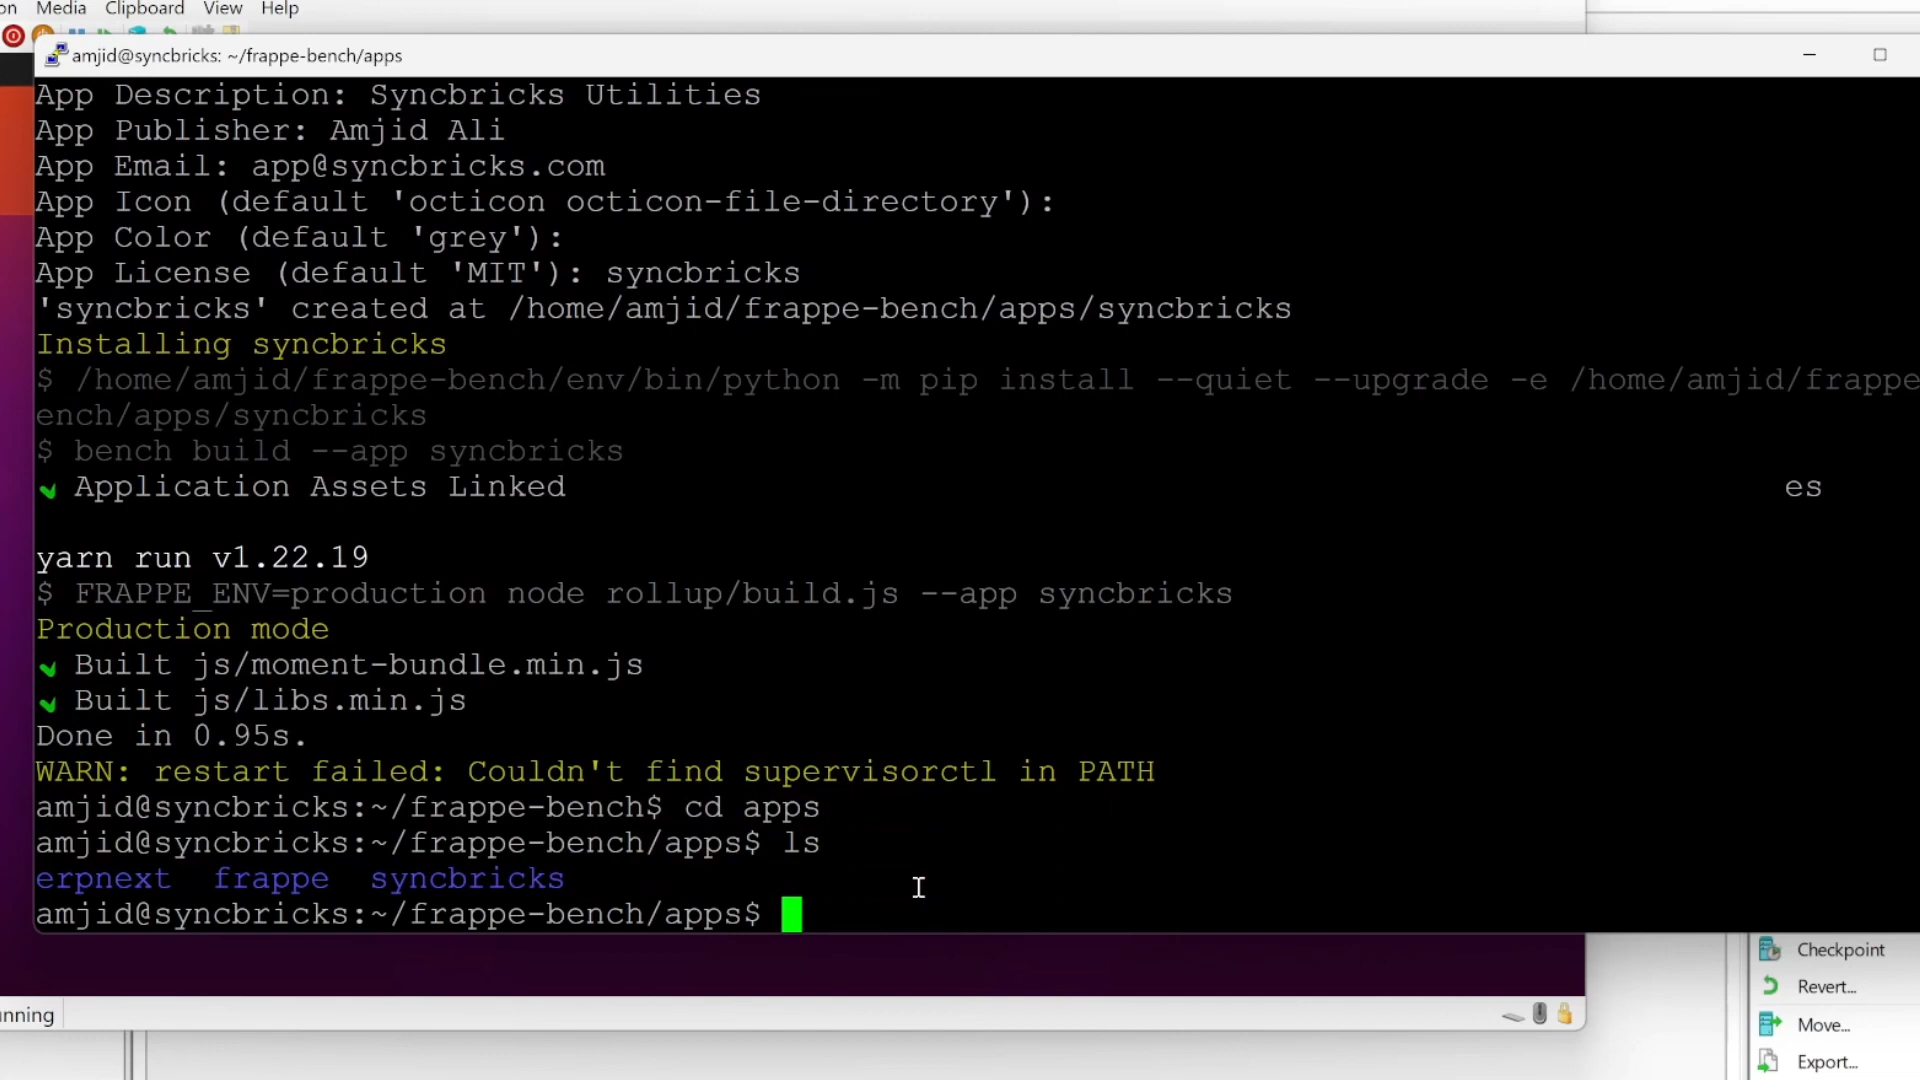 Media Clipboard View Help
amjid@syncbricks: ~/frappe-bench/apps
App Description: Syncbricks Utilities
App Publisher: Amjid Ali
App Email: app@syncbricks.com
App Icon (default 'octicon octicon-file-directory'):
App Color (default 'grey'):
App License (default 'MIT'): syncbricks
'syncbricks' created at /home/amjid/frappe-bench/apps/syncbricks
Installing syncbricks
$ /home/amjid/frappe-bench/env/bin/python -m pip install --quiet --upgrade -e /home/amjid/frappe
ench/apps/syncbricks
$ bench build --app syncbricks
✔ Application Assets Linked es
yarn run v1.22.19
$ FRAPPE_ENV=production node rollup/build.js --app syncbricks
Production mode
✔ Built js/moment-bundle.min.js
✔ Built js/libs.min.js
Done in 0.95s.
WARN: restart failed: Couldn't find supervisorctl in PATH
amjid@syncbricks:~/frappe-bench$ cd apps
amjid@syncbricks:~/frappe-bench/apps$ ls
erpnext frappe syncbricks
amjid@syncbricks:~/frappe-bench/apps$
Checkpoint
Revert...
unning
Move...
Export...